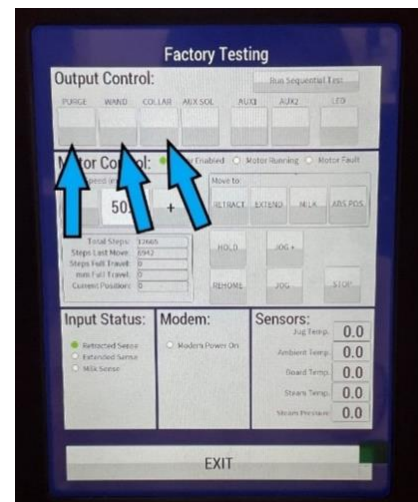 Factory Testing
Output Control:
Run Sequential Test
PURGE WAND COLLAR AUX SOL AUX1 AUX2 LED
Control:
Enabled Motor Running Motor Fault
Move to:
50
+
RETRACT EXTEND MILK ABS POS
Total Steps:
Steps Last Move:
Steps Full Travel: 0
mm Full Travel: 0
Current Position: 0
HOLD JOG +
REHOME JOG STOP
Input Status: Modem: Sensors:
Retracted Sense
Extended Sense
Milk Sense
Modem Power On
Jug Temp. 0.0
Ambient Temp. 0.0
Board Temp. 0.0
Steam Temp. 0.0
Steam Pressure 0.0
EXIT